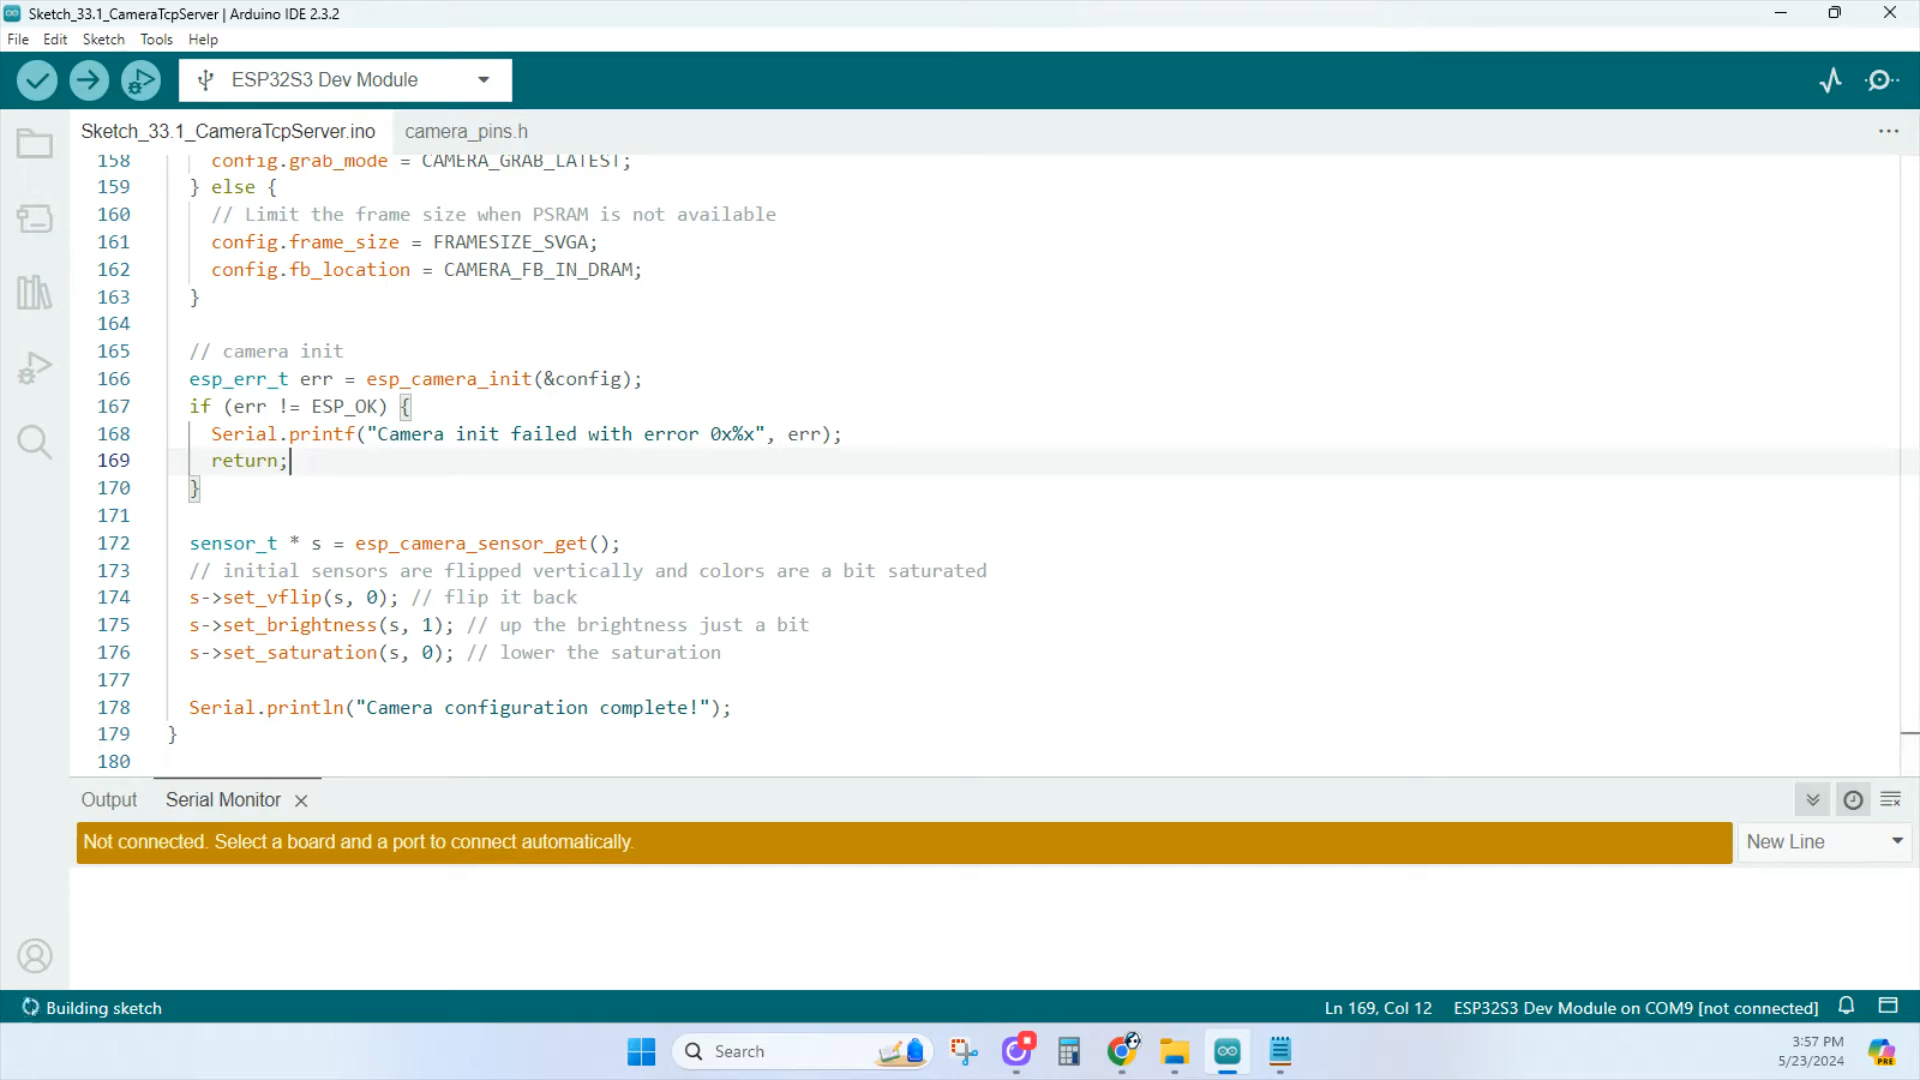 Sketch_33.1_CameraTcpServer | Arduino IDE 2.3.2
File Edit Sketch Tools Help
ESP32S3 Dev Module
Sketch_33.1_CameraTcpServer.ino camera_pins.h
158 config.grab_mode = CAMERA_GRAB_LATEST;
159 } else {
160 // Limit the frame size when PSRAM is not available
161 config.frame_size = FRAMESIZE_SVGA;
162 config.fb_location = CAMERA_FB_IN_DRAM;
163 }
164
165 // camera init
166 esp_err_t err = esp_camera_init(&config);
167 if (err != ESP_OK) {
168 Serial.printf("Camera init failed with error 0x%x", err);
169 return;
170 }
171
172 sensor_t * s = esp_camera_sensor_get();
173 // initial sensors are flipped vertically and colors are a bit saturated
174 s->set_vflip(s, 0); // flip it back
175 s->set_brightness(s, 1); // up the brightness just a bit
176 s->set_saturation(s, 0); // lower the saturation
177
178 Serial.println("Camera configuration complete!");
179 }
180
Output Serial Monitor
Not connected. Select a board and a port to connect automatically.
New Line
Building sketch Ln 169, Col 12 ESP32S3 Dev Module on COM9 [not connected]
Search
3:57 PM
5/23/2024
PRE